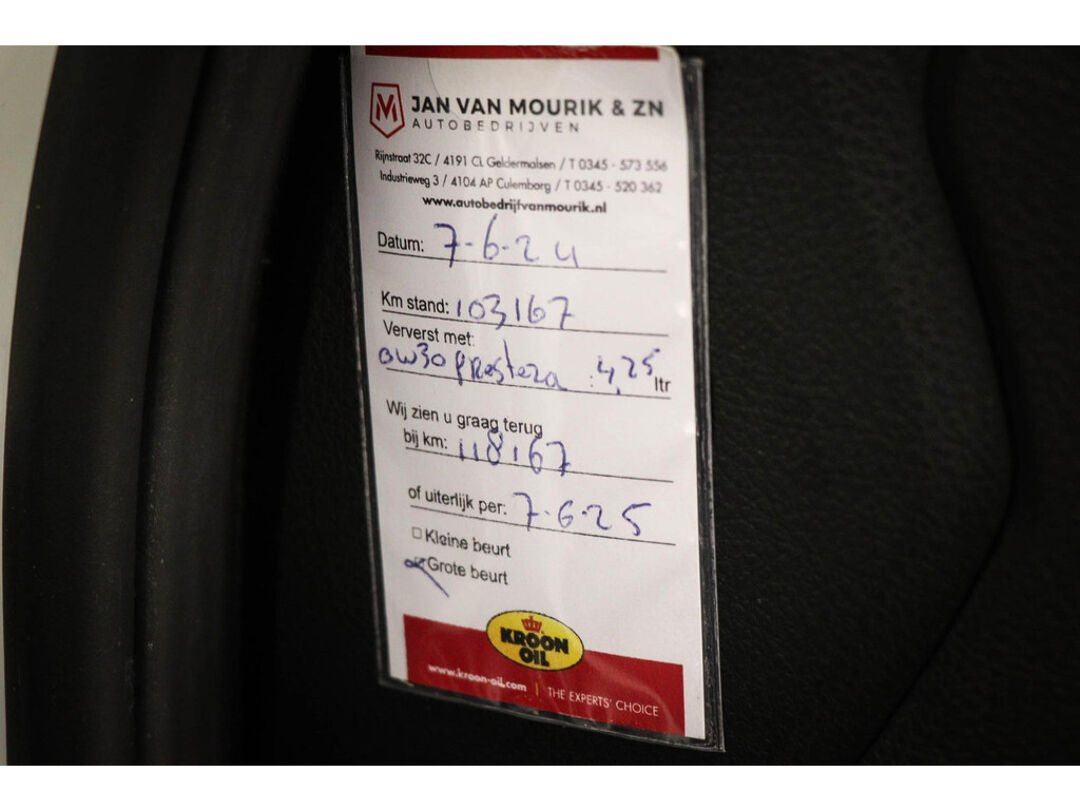 JAN VAN MOURIK & ZN
AUTOBEDRIJVEN
Rijnstraat 32C / 4191 CL Geldermalsen / T 0345 - 573 556
Industrieweg 3 / 4104 AP Culemborg / T 0345 - 520 362
www.autobedrijfvanmourik.nl
Datum: 7-6-24
Km stand: 103167
Ververst met:
0W30 presteza : 4,25 ltr
Wij zien u graag terug
bij km: 118167
of uiterlijk per: 7-6-25
Kleine beurt
Grote beurt
KROON
OIL
www.kroon-oil.com | THE EXPERTS' CHOICE